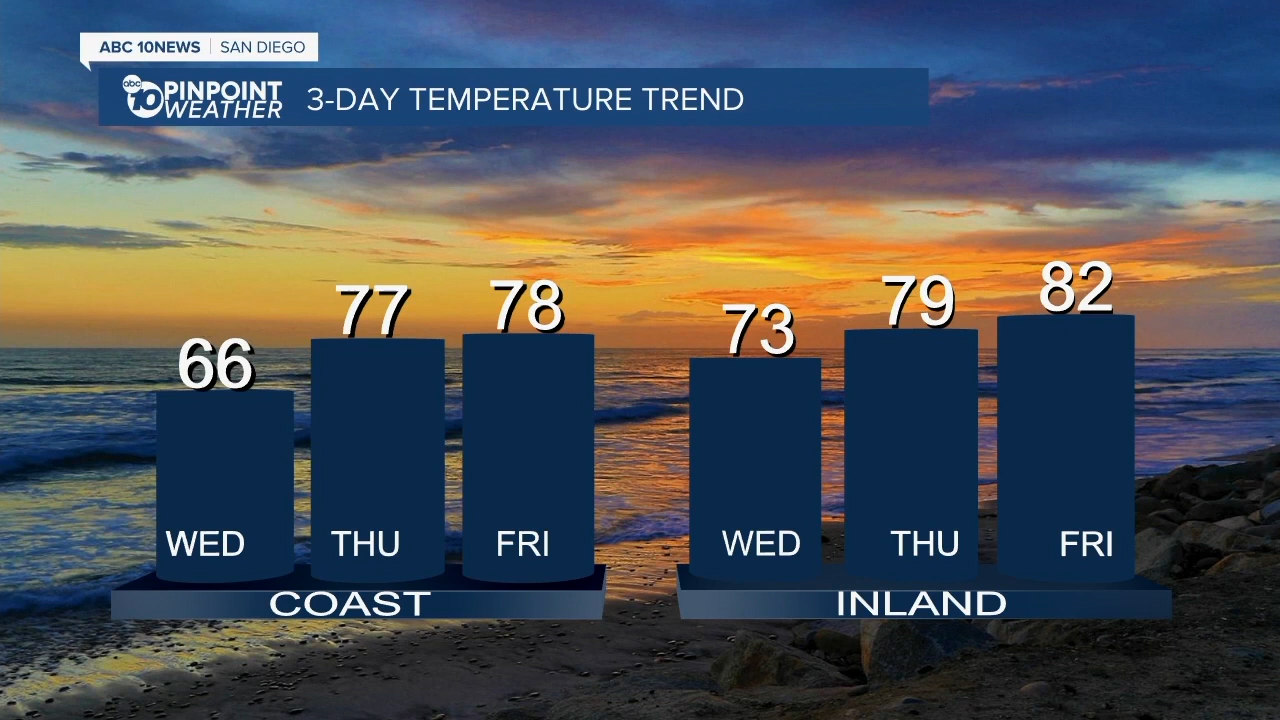 ABC 10NEWS | SAN DIEGO
abc 10 PINPOINT WEATHER
3-DAY TEMPERATURE TREND
66 77 78
WED THU FRI
COAST
73 79 82
WED THU FRI
INLAND